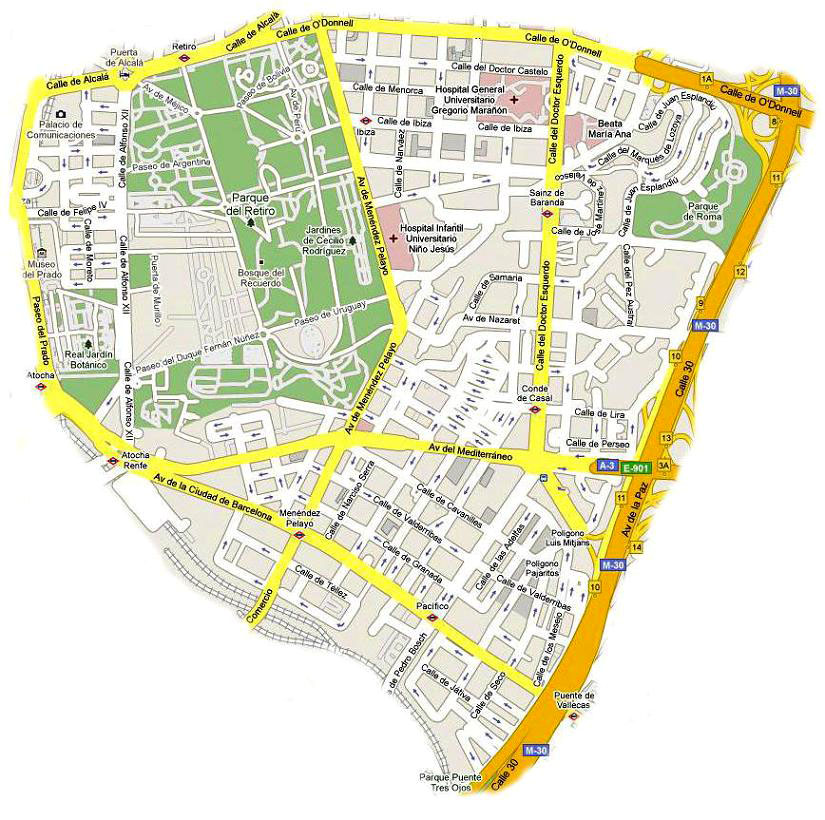 Calle de O'Donnell
Calle de Alcalá
Puerta
de Alcalá
Retiro
Calle de O'Donnell
Calle de Alcalá
Av de Méjico
Paseo de Bolivia
Av de Perú
Calle del Doctor Castelo
Calle de Menorca
Hospital General
Universitario
Gregorio Marañón
1A
Calle de O'Donnell
M-30
8
Palacio de
Comunicaciones
Calle de Alfonso XII
Ibiza
Calle de Ibiza
Calle de Ibiza
Ibiza
Calle de Narváez
Calle del Doctor Esquerdo
Beata
María Ana
Calle de Juan Esplandiú
Calle del Marqués de Lozoya
Paseo de Argentina
11
Parque
del Retiro
Av de Menéndez Pelayo
Sainz de
Baranda
Calle de Juan Esplandiú
Parque
de Roma
za
Calle de Felipe IV
Calle de Moreto
Jardines
de Cecilio
Rodríguez
Hospital Infantil
Universitario
Niño Jesús
Calle de Jo
sé Martíne
Museo
del Prado
Calle de Alfonso XII
Puerta de Murillo
Bosque del
Recuerdo
Calle de Samaria
Calle del Doctor Esquerdo
Calle del Pez Austral
12
9
Paseo del Prado
Paseo de Uruguay
Av de Nazaret
M-30
Real Jardín
Botánico
Paseo del Duque Fernán Núñez
10
Atocha
Calle de Alfonso XII
Av de Menéndez Pelayo
Conde
de Casal
Calle 30
Calle de Lira
Calle de Perseo
13
Atocha
Renfe
Av del Mediterráneo
A-3
E-901
3A
Av de la Ciudad de Barcelona
Calle de Narciso Serra
Calle de Cavanilles
11
Av de la Paz
Menéndez
Pelayo
Calle de Valderribas
Calle de las Adelfas
Polígono
Luis Mitjans
14
Calle de Granada
Polígono
Pajaritos
M-30
Calle de Téllez
Calle de Valderribas
10
Comercio
Pacífico
Calle de los Mesejo
de Pedro Bosch
Calle de Játiva
Calle de Seco
Puente de
Vallecas
M-30
Parque Puente
Tres Ojos
Calle 30